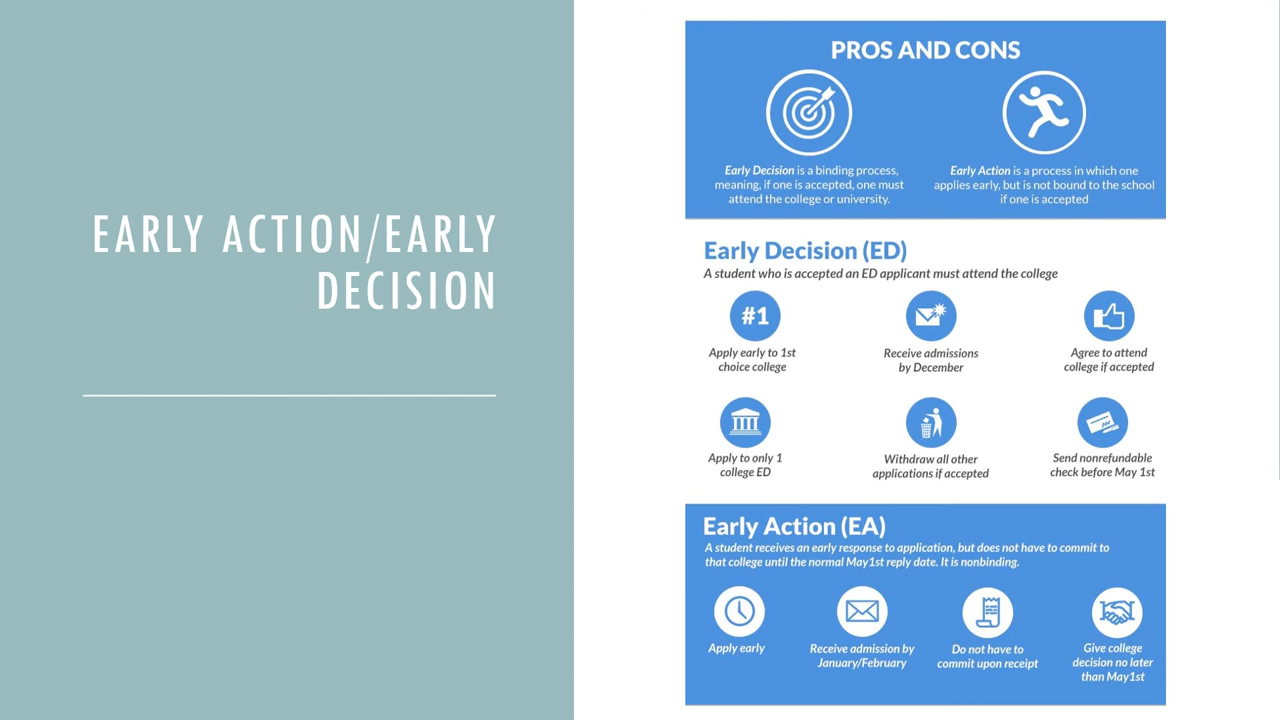 EARLY ACTION/EARLY
DECISION
PROS AND CONS
Early Decision is a binding process,
meaning, if one is accepted, one must
attend the college or university.
Early Action is a process in which one
applies early, but is not bound to the school
if one is accepted
Early Decision (ED)
A student who is accepted an ED applicant must attend the college
#1
Apply early to 1st
choice college
Receive admissions
by December
Agree to attend
college if accepted
Apply to only 1
college ED
Withdraw all other
applications if accepted
Send nonrefundable
check before May 1st
Early Action (EA)
A student receives an early response to application, but does not have to commit to
that college until the normal May1st reply date. It is nonbinding.
Apply early
Receive admission by
January/February
Do not have to
commit upon receipt
Give college
decision no later
than May1st